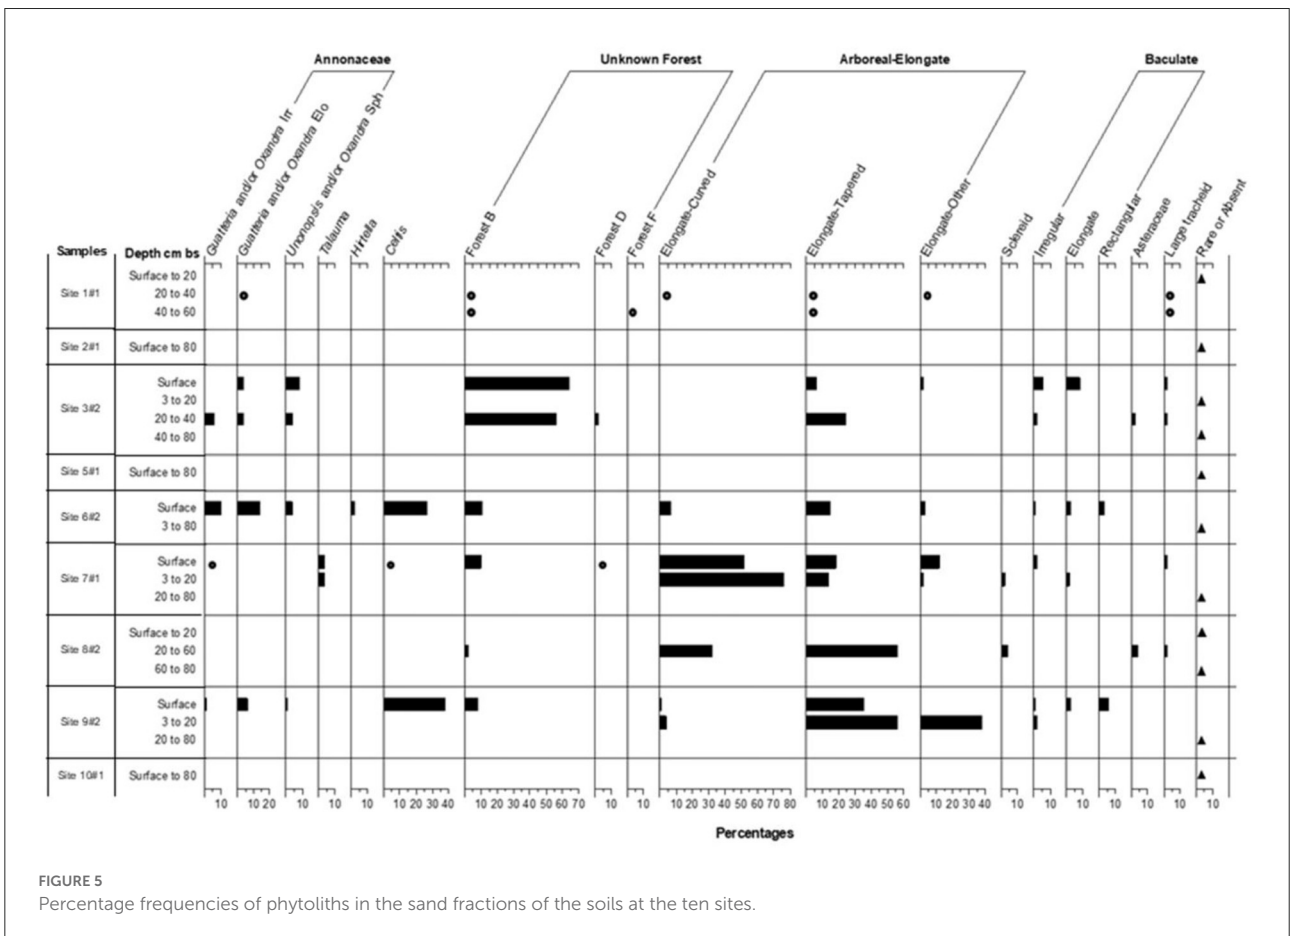 Annonaceae Unknown Forest Arboreal-Elongate Baculate
Guatteria and/or Oxandra Irr
Guatteria and/or Oxandra Elo
Unonopsis and/or Oxandra Sph
Talauma
Hirtella
Celtis
Forest B
Forest D
Forest F
Elongate-Curved
Elongate-Tapered
Elongate-Other
Sclereid
Irregular
Elongate
Rectangular
Asteraceae
Large tracheid
Rare or Absent
Samples Depth cm bs
Surface to 20
Site 1#1 20 to 40
40 to 60
Site 2#1 Surface to 80
Surface
3 to 20
Site 3#2
20 to 40
40 to 80
Site 5#1 Surface to 80
Surface
Site 6#2
3 to 80
Surface
Site 7#1 3 to 20
20 to 80
Surface to 20
Site 8#2 20 to 60
60 to 80
Surface
Site 9#2 3 to 20
20 to 80
Site 10#1 Surface to 80
10 10 20 10 10 10 10 20 30 40 10 20 30 40 50 60 70 10 10 10 20 30 40 50 60 70 80 10 20 30 40 50 60 10 20 30 40 10 10 10 10 10 10 10
Percentages
FIGURE 5
Percentage frequencies of phytoliths in the sand fractions of the soils at the ten sites.